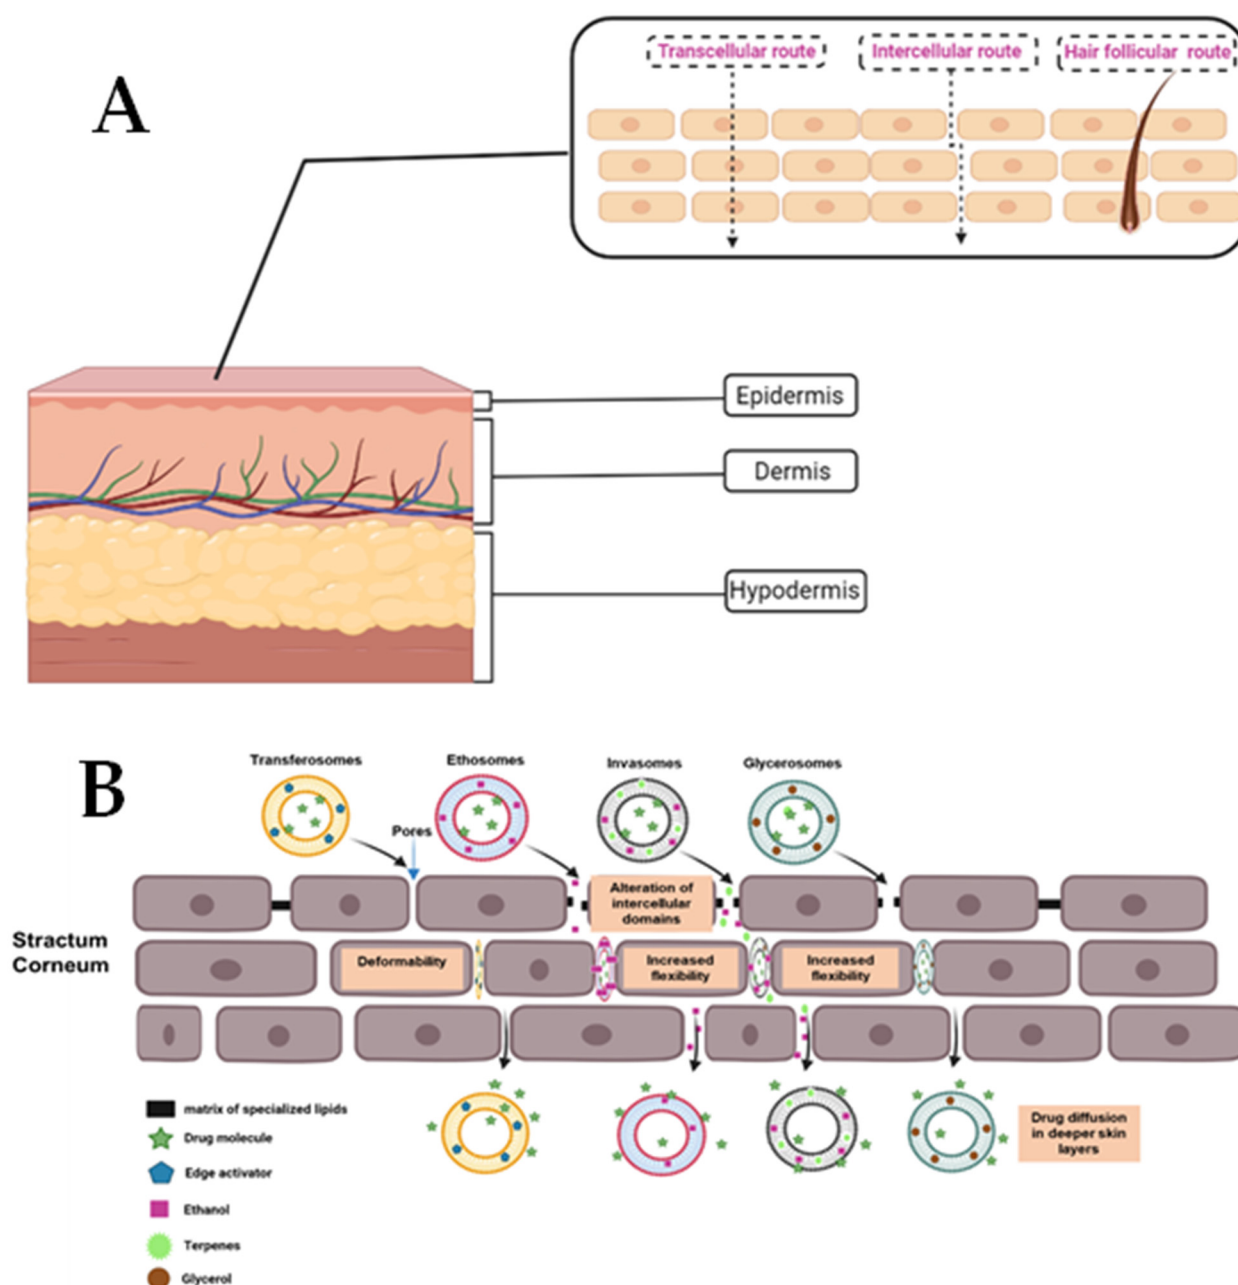 A
Transcellular route
Intercellular route
Hair follicular route
Epidermis
Dermis
Hypodermis
B
Transferosomes
Ethosomes
Invasomes
Glycerosomes
Pores
Alteration of
intercellular
domains
Stractum
Corneum
Deformability
Increased
flexibility
Increased
flexibility
matrix of specialized lipids
Drug molecule
Edge activator
Ethanol
Terpenes
Glycerol
Drug diffusion
in deeper skin
layers